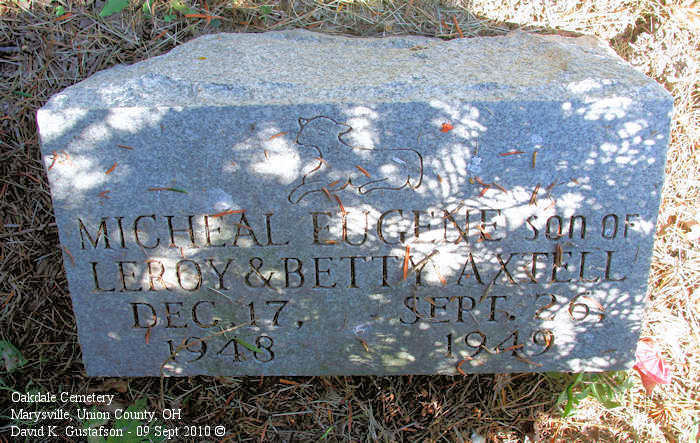 MICHEAL EUGENE son of
LEROY & BETTY AXTELL
DEC. 17, SEPT. 26
1948 1949
Oakdale Cemetery
Marysville, Union County, OH
David K. Gustafson - 09 Sept 2010 ©